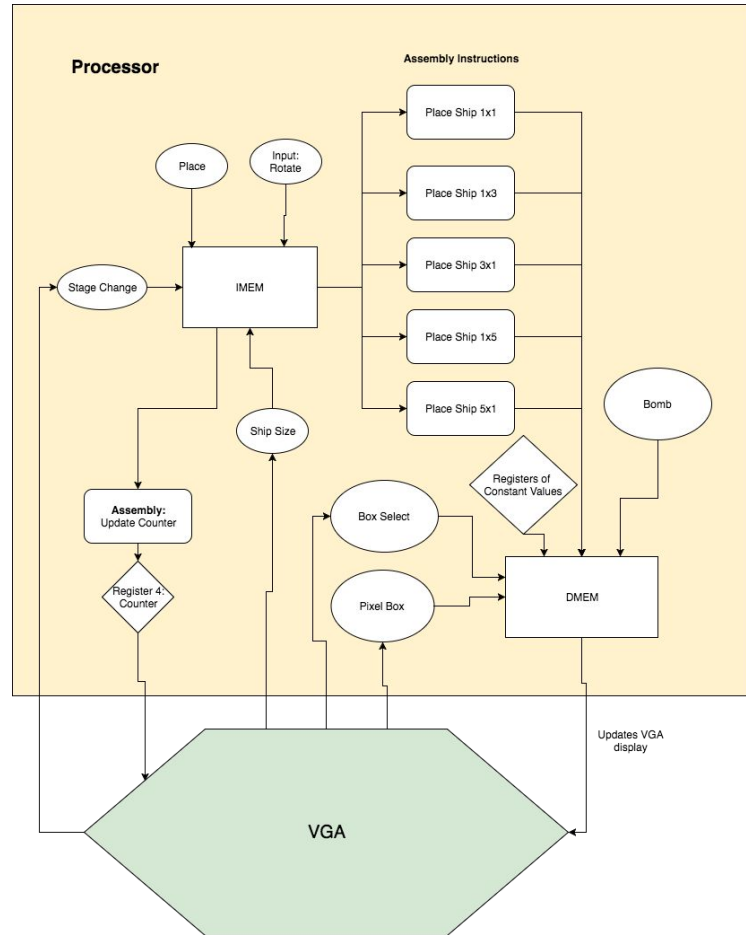 Assembly Instructions
Processor
Place Ship 1x1
Input:
Rotate
Place
Place Ship 1x3
Place Ship 3x1
Stage Change
IMEM
Place Ship 1x5
Place Ship 5x1
Bomb
Ship Size
Registers of
Constant Values
Assembly:
Update Counter
Box Select
Register 4:
Counter
Pixel Box
DMEM
Updates VGA
display
VGA